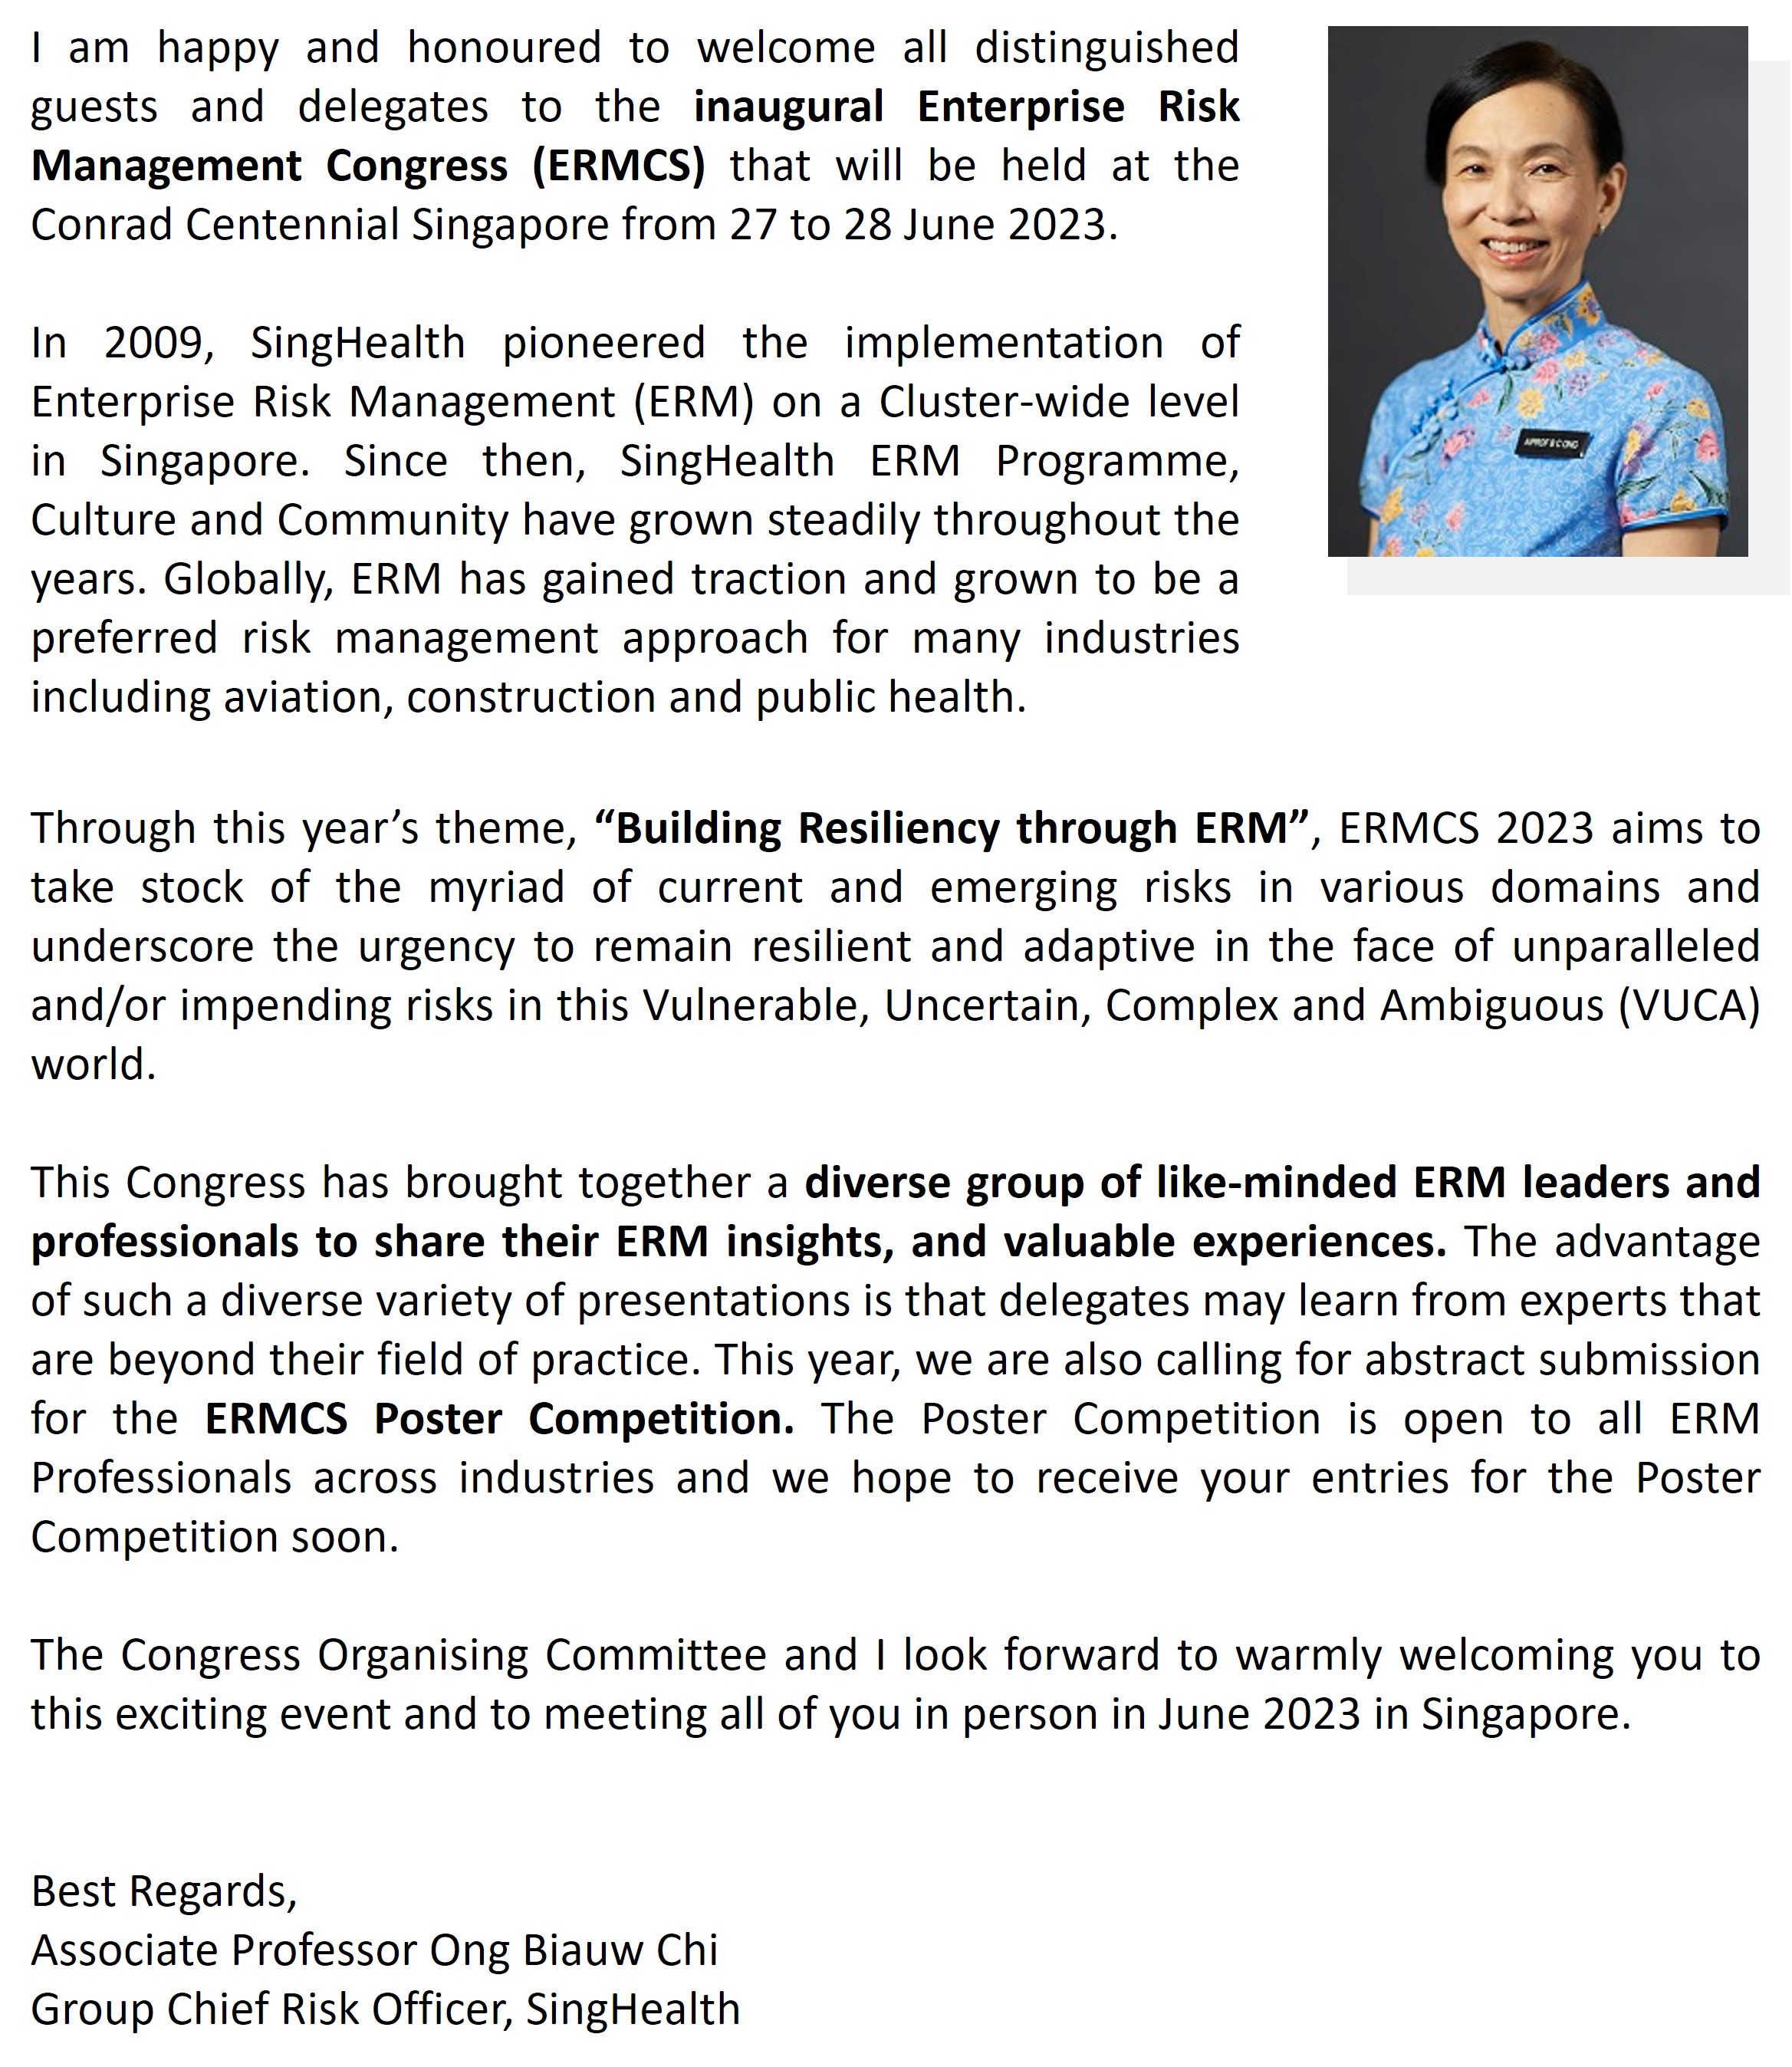 I am happy and honoured to welcome all distinguished
guests and delegates to the inaugural Enterprise Risk
Management Congress (ERMCS) that will be held at the
Conrad Centennial Singapore from 27 to 28 June 2023.
In 2009, SingHealth pioneered the implementation of
Enterprise Risk Management (ERM) on a Cluster-wide level
in Singapore. Since then, SingHealth ERM Programme,
Culture and Community have grown steadily throughout the
years. Globally, ERM has gained traction and grown to be a
preferred risk management approach for many industries
including aviation, construction and public health.
APROF B C ONG
Through this year’s theme, “Building Resiliency through ERM”, ERMCS 2023 aims to
take stock of the myriad of current and emerging risks in various domains and
underscore the urgency to remain resilient and adaptive in the face of unparalleled
and/or impending risks in this Vulnerable, Uncertain, Complex and Ambiguous (VUCA)
world.
This Congress has brought together a diverse group of like-minded ERM leaders and
professionals to share their ERM insights, and valuable experiences. The advantage
of such a diverse variety of presentations is that delegates may learn from experts that
are beyond their field of practice. This year, we are also calling for abstract submission
for the ERMCS Poster Competition. The Poster Competition is open to all ERM
Professionals across industries and we hope to receive your entries for the Poster
Competition soon.
The Congress Organising Committee and I look forward to warmly welcoming you to
this exciting event and to meeting all of you in person in June 2023 in Singapore.
Best Regards,
Associate Professor Ong Biauw Chi
Group Chief Risk Officer, SingHealth